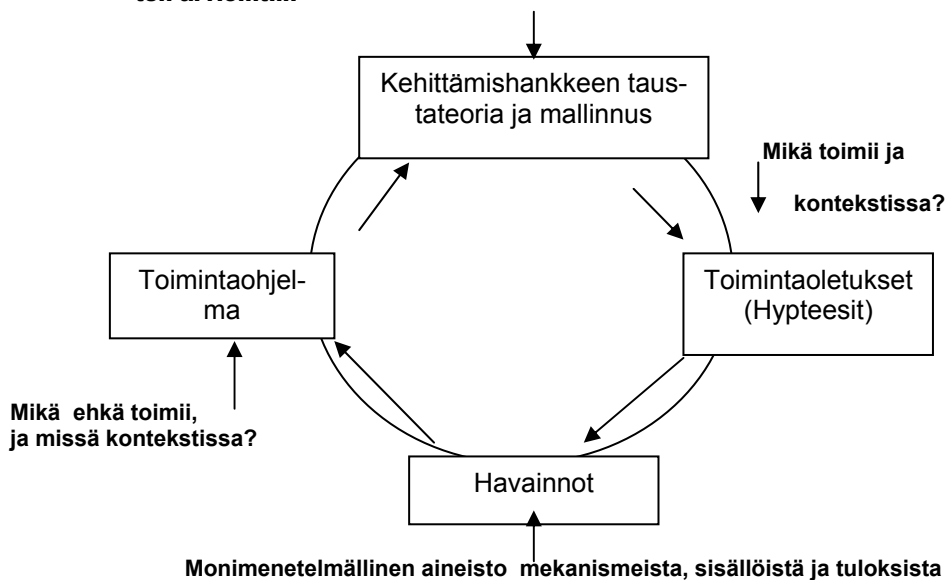 Kehittämishankkeen taus-
tateoria ja mallinnus
Mikä toimii ja
kontekstissa?
Toimintaohjel-
ma
Toimintaoletukset
(Hypteesit)
Mikä ehkä toimii,
ja missä kontekstissa?
Havainnot
Monimenetelmällinen aineisto mekanismeista, sisällöistä ja tuloksista